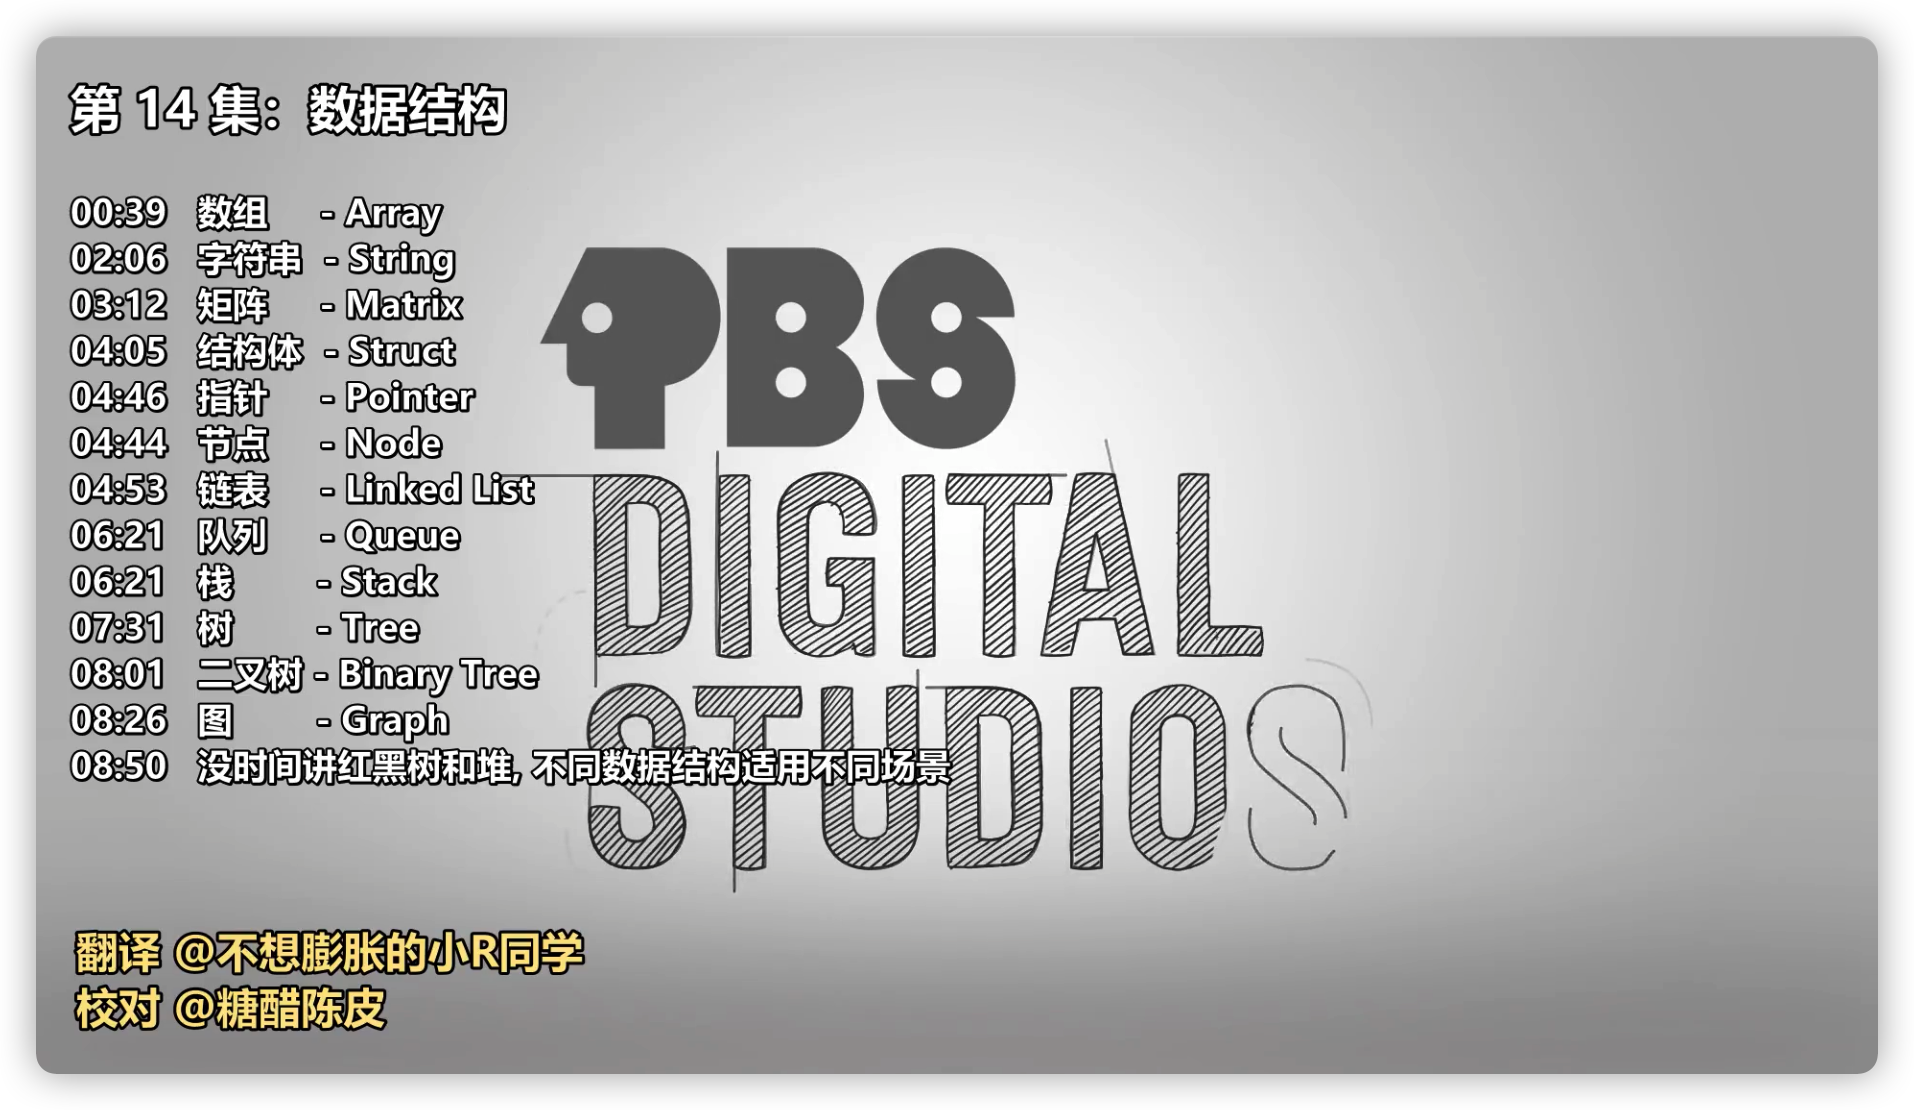 第 14 集：数据结构
00:39 数组 - Array
02:06 字符串 - String
03:12 矩阵 - Matrix
04:05 结构体 - Struct
04:46 指针 - Pointer
04:44 节点 - Node
04:53 链表 - Linked List
06:21 队列 - Queue
06:21 栈 - Stack
07:31 树 - Tree
08:01 二叉树 - Binary Tree
08:26 图 - Graph
08:50 没时间讲红黑树和堆, 不同数据结构适用不同场景
PBS
DIGITAL
STUDIOS
翻译 @不想膨胀的小R同学
校对 @糖醋陈皮